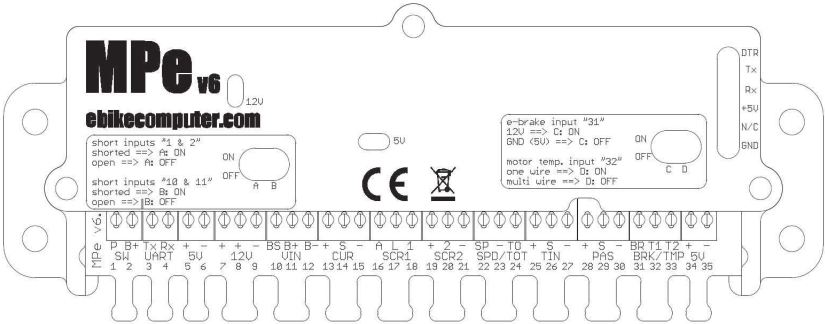 MPe v6
12V
ebikecomputer.com
short inputs "1 & 2"
shorted ==> A: ON
open ==> A: OFF
short inputs "10 & 11"
shorted ==> B: ON
open ==> B: OFF
ON
OFF
A B
5V
CE
e-brake input "31"
12V ==> C: ON
GND (5V) ==> C: OFF
motor temp. input "32"
one wire ==> D: ON
multi wire ==> D: OFF
ON
OFF
C D
DTR
Tx
Rx
+5V
N/C
GND
MPe v6.
P B+ Tx Rx + - + + - BS B+ B- + S - A L 1 + 2 - SP - TO + S - + S - BR T1 T2 + -
SW UART 5V 12V VIN CUR SCR1 SCR2 SPD/TOT TIN PAS BRK/TMP 5V
1 2 3 4 5 6 7 8 9 10 11 12 13 14 15 16 17 18 19 20 21 22 23 24 25 26 27 28 29 30 31 32 33 34 35